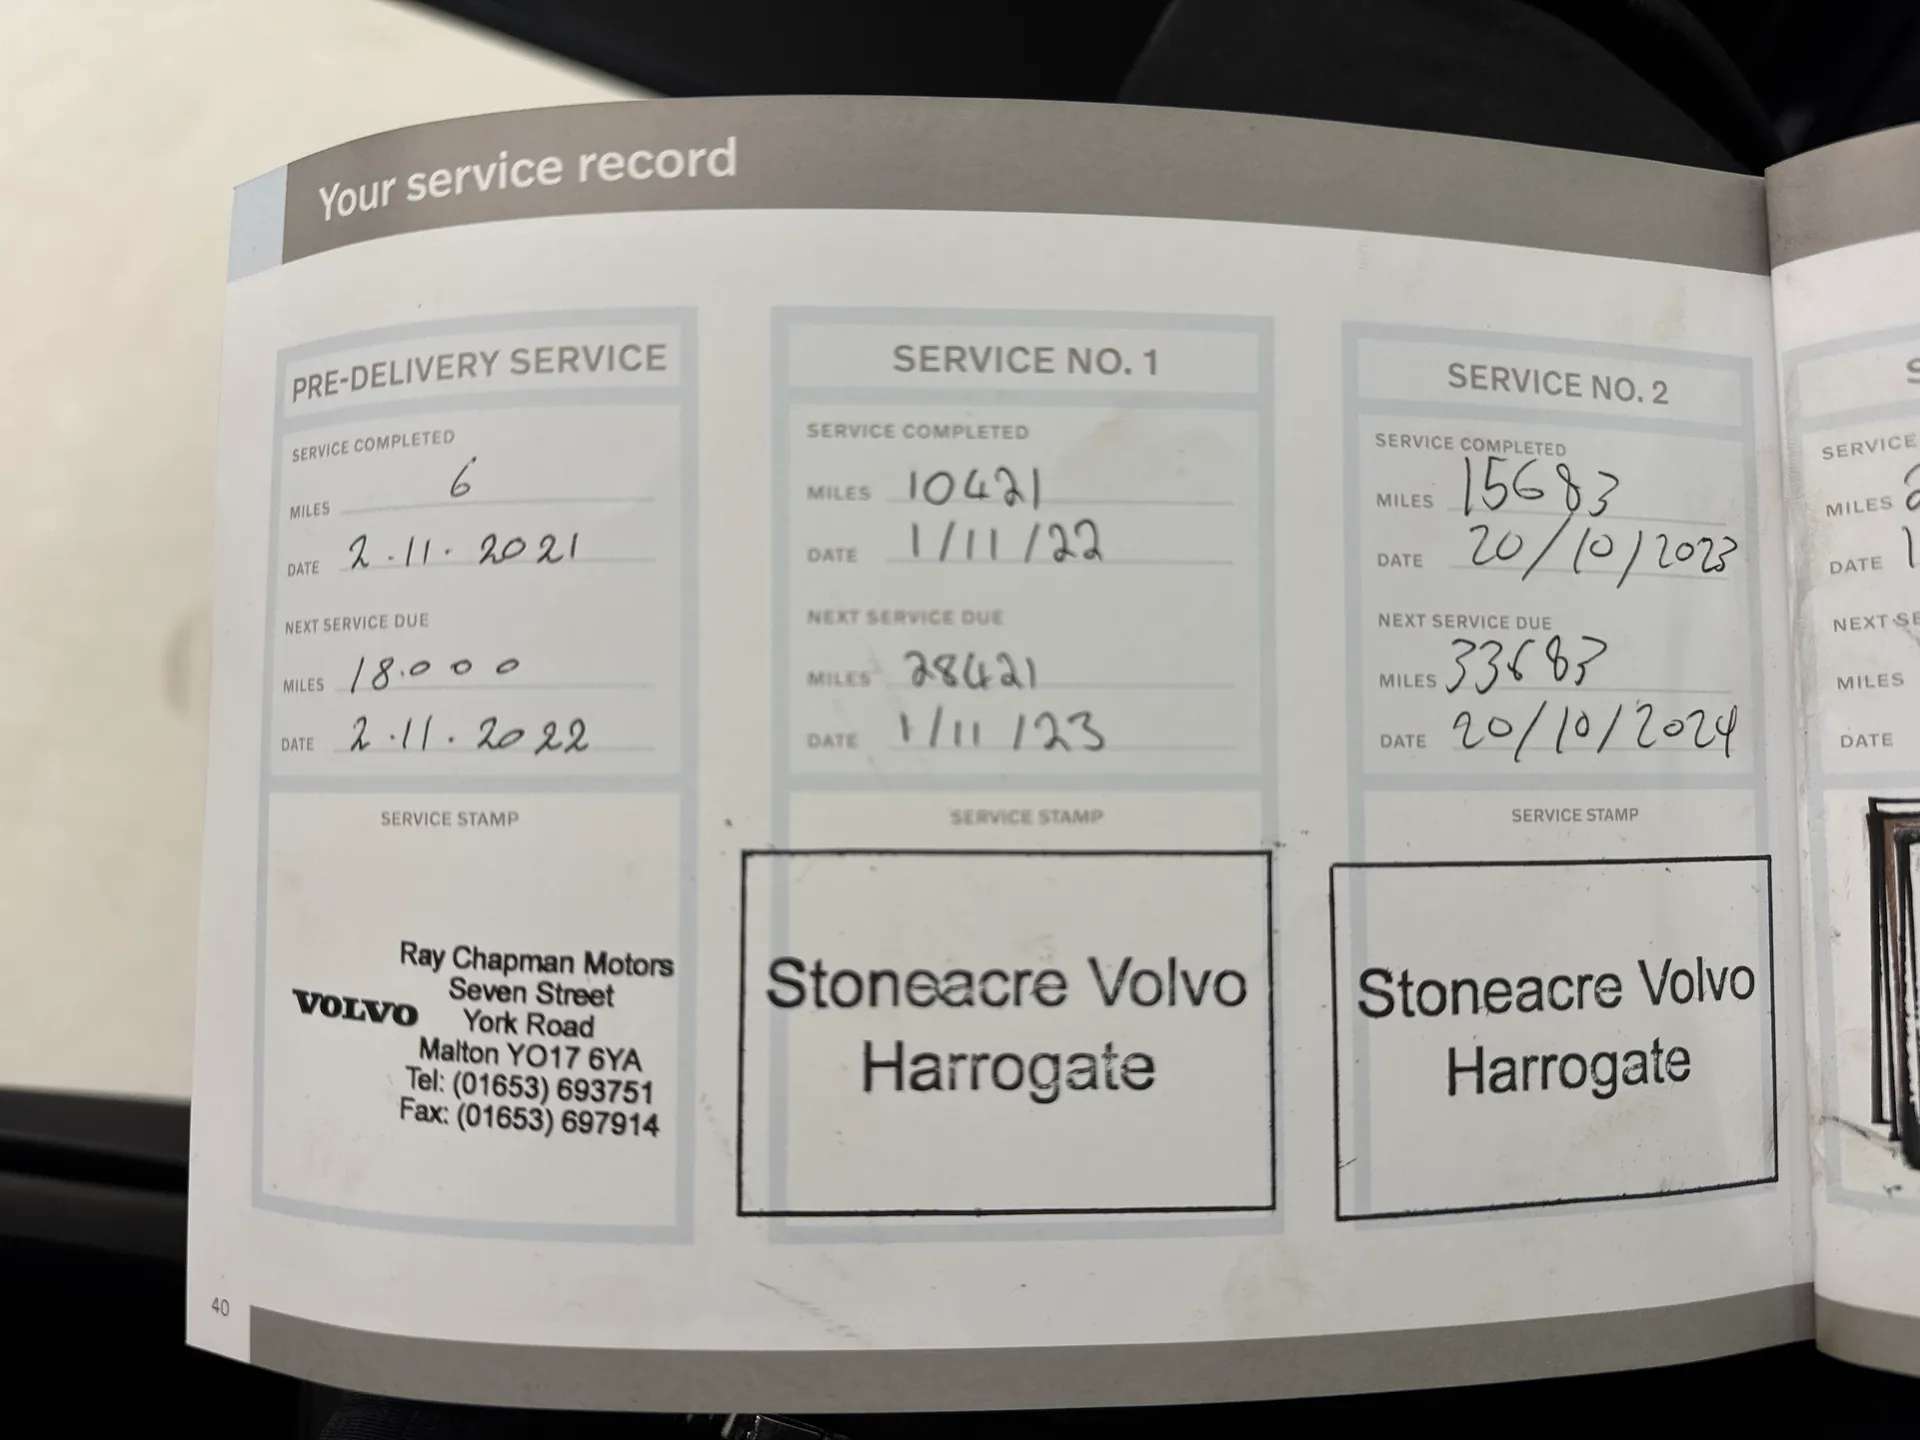 Your service record
PRE-DELIVERY SERVICE
SERVICE COMPLETED
MILES 6
DATE 2.11.2021
NEXT SERVICE DUE
MILES 18.000
DATE 2.11.2022
SERVICE STAMP
VOLVO
Ray Chapman Motors
Seven Street
York Road
Malton YO17 6YA
Tel: (01653) 693751
Fax: (01653) 697914
SERVICE NO. 1
SERVICE COMPLETED
MILES 10421
DATE 1/11/22
NEXT SERVICE DUE
MILES 28421
DATE 1/11/23
SERVICE STAMP
Stoneacre Volvo
Harrogate
SERVICE NO. 2
SERVICE COMPLETED
MILES 15683
DATE 20/10/2023
NEXT SERVICE DUE
MILES 33683
DATE 20/10/2024
SERVICE STAMP
Stoneacre Volvo
Harrogate
SERVICE
MILES
DATE
NEXT SE
MILES
DATE
40